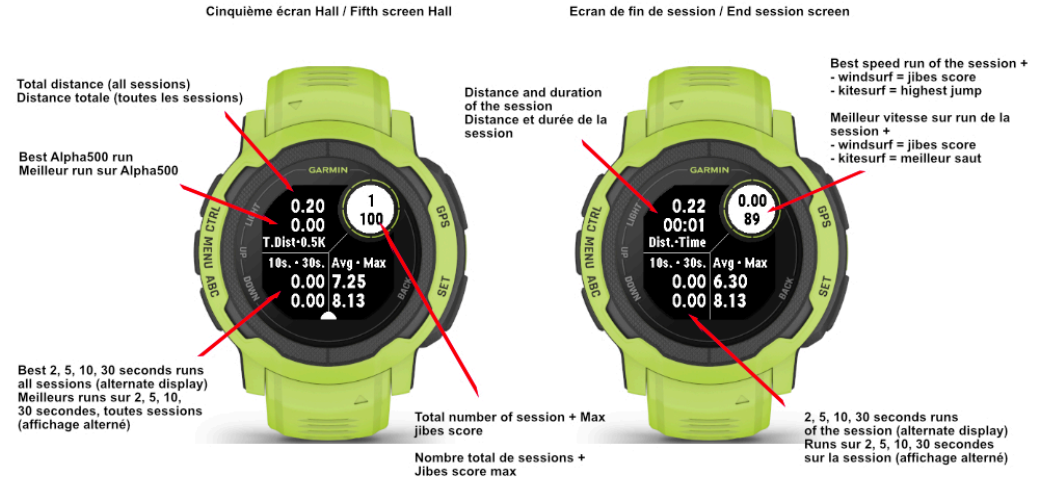 Cinquième écran Hall / Fifth screen Hall
Ecran de fin de session / End session screen
Total distance (all sessions)
Distance totale (toutes les sessions)
Best Alpha500 run
Meilleur run sur Alpha500
Best 2, 5, 10, 30 seconds runs
all sessions (alternate display)
Meilleurs runs sur 2, 5, 10,
30 secondes, toutes sessions
(affichage alterné)
GARMIN
LIGHT
CTRL
MENU
UP
ABC
DOWN
GPS
SET
BACK
1
100
0.20
0.00
T.Dist·0.5K
10s. · 30s.
Avg · Max
0.00
7.25
0.00
8.13
Total number of session + Max
jibes score
Nombre total de sessions +
Jibes score max
Distance and duration
of the session
Distance et durée de la
session
GARMIN
LIGHT
CTRL
MENU
UP
ABC
DOWN
GPS
SET
BACK
0.00
89
0.22
00:01
Dist.·Time
10s. · 30s.
Avg · Max
0.00
6.30
0.00
8.13
Best speed run of the session +
- windsurf = jibes score
- kitesurf = highest jump
Meilleur vitesse sur run de la
session +
- windsurf = jibes score
- kitesurf = meilleur saut
2, 5, 10, 30 seconds runs
of the session (alternate display)
Runs sur 2, 5, 10, 30 secondes
sur la session (affichage alterné)